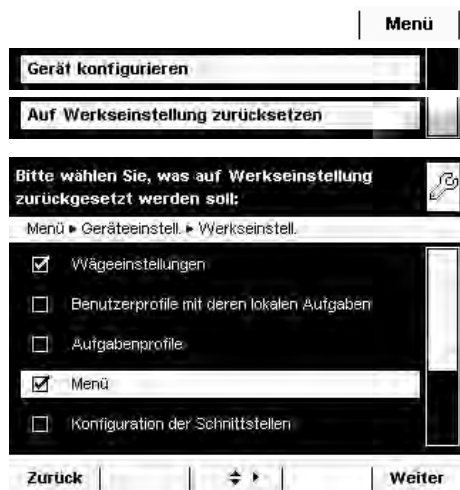 Menü
Gerät konfigurieren
Auf Werkseinstellung zurücksetzen
Bitte wählen Sie, was auf Werkseinstellung
zurückgesetzt werden soll:
Menü ▸ Geräteeinstell. ▸ Werkseinstell.
Wägeeinstellungen
Benutzerprofile mit deren lokalen Aufgaben
Aufgabenprofile
Menü
Konfiguration der Schnittstellen
Zurück Weiter